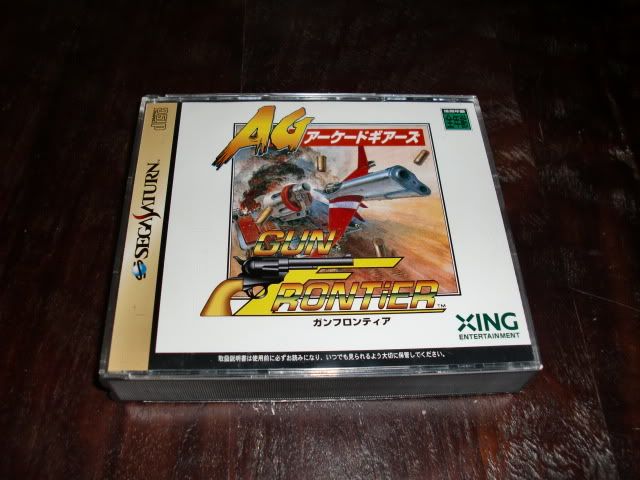 AG アーケードギアーズ
SEGA SATURN
GUN
FRONTIER™
ガンフロンティア
XING
ENTERTAINMENT
取扱説明書は使用前に必ずお読みになり、いつでも見られるよう大切に保管してください。